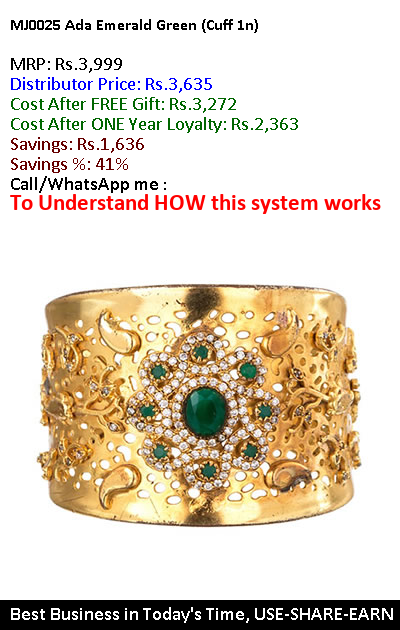 MJ0025 Ada Emerald Green (Cuff 1n)
MRP: Rs.3,999
Distributor Price: Rs.3,635
Cost After FREE Gift: Rs.3,272
Cost After ONE Year Loyalty: Rs.2,363
Savings: Rs.1,636
Savings %: 41%
Call/WhatsApp me :
To Understand HOW this system works
Best Business in Today's Time, USE-SHARE-EARN